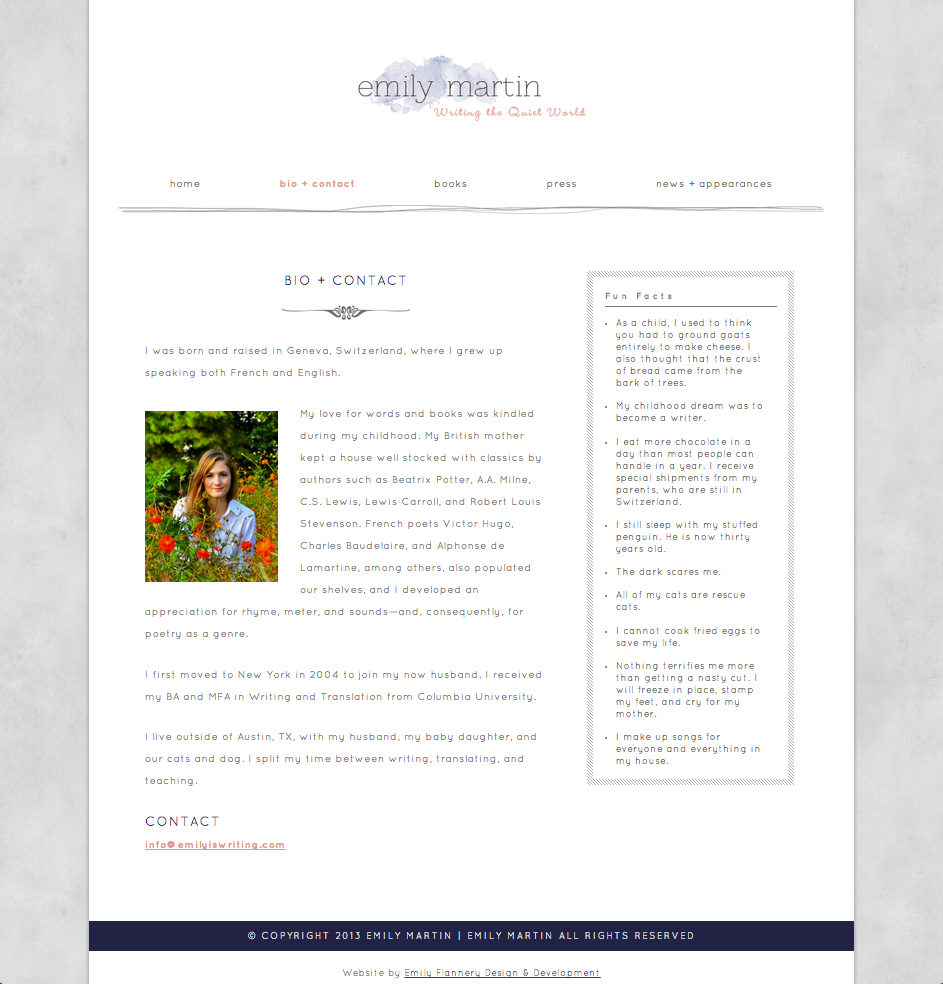 emily martin
Writing the Quiet World
home
bio + contact
books
press
news + appearances
BIO + CONTACT
I was born and raised in Geneva, Switzerland, where I grew up
speaking both French and English.
My love for words and books was kindled
during my childhood. My British mother
kept a house well stocked with classics by
authors such as Beatrix Potter, A.A. Milne,
C.S. Lewis, Lewis Carroll, and Robert Louis
Stevenson. French poets Victor Hugo,
Charles Baudelaire, and Alphonse de
Lamartine, among others, also populated
our shelves, and I developed an
appreciation for rhyme, meter, and sounds—and, consequently, for
poetry as a genre.
I first moved to New York in 2004 to join my now husband. I received
my BA and MFA in Writing and Translation from Columbia University.
I live outside of Austin, TX, with my husband, my baby daughter, and
our cats and dog. I split my time between writing, translating, and
teaching.
CONTACT
info@emilyiswriting.com
Fun Facts
As a child, I used to think
you had to ground goats
entirely to make cheese. I
also thought that the crust
of bread came from the
bark of trees.
My childhood dream was to
become a writer.
I eat more chocolate in a
day than most people can
handle in a year. I receive
special shipments from my
parents, who are still in
Switzerland.
I still sleep with my stuffed
penguin. He is now thirty
years old.
The dark scares me.
All of my cats are rescue
cats.
I cannot cook fried eggs to
save my life.
Nothing terrifies me more
than getting a nasty cut. I
will freeze in place, stamp
my feet, and cry for my
mother.
I make up songs for
everyone and everything in
my house.
© COPYRIGHT 2013 EMILY MARTIN | EMILY MARTIN ALL RIGHTS RESERVED
Website by Emily Flannery Design & Development